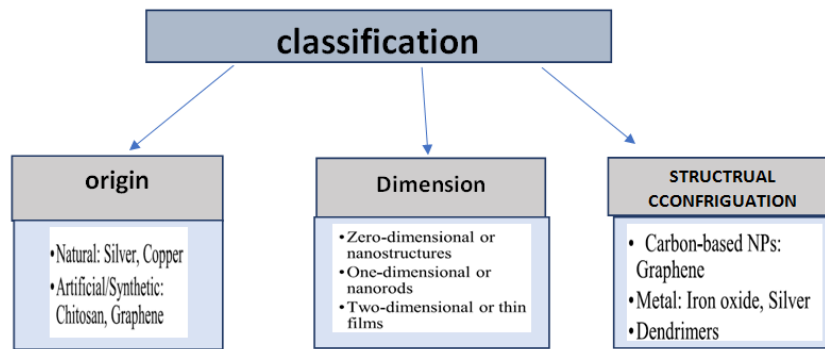 classification
origin
•Natural: Silver, Copper
•Artificial/Synthetic:
Chitosan, Graphene
Dimension
•Zero-dimensional or
nanostructures
•One-dimensional or
nanorods
•Two-dimensional or thin
films
STRUCTRUAL
CCONFRIGUATION
• Carbon-based NPs:
Graphene
•Metal: Iron oxide, Silver
•Dendrimers